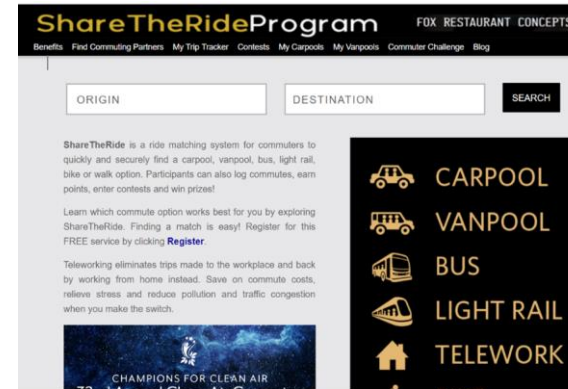 ShareTheRideProgram
FOX RESTAURANT CONCEPTS
Benefits Find Commuting Partners My Trip Tracker Contests My Carpools My Vanpools Commuter Challenge Blog
ORIGIN
DESTINATION
SEARCH
ShareTheRide is a ride matching system for commuters to
quickly and securely find a carpool, vanpool, bus, light rail,
bike or walk option. Participants can also log commutes, earn
points, enter contests and win prizes!
Learn which commute option works best for you by exploring
ShareTheRide. Finding a match is easy! Register for this
FREE service by clicking Register.
Teleworking eliminates trips made to the workplace and back
by working from home instead. Save on commute costs,
relieve stress and reduce pollution and traffic congestion
when you make the switch.
CHAMPIONS FOR CLEAN AIR
CARPOOL
VANPOOL
BUS
LIGHT RAIL
TELEWORK